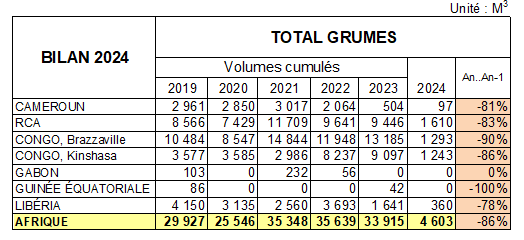 Unité : M3
BILAN 2024 TOTAL GRUMES
Volumes cumulés
2019 2020 2021 2022 2023 2024 An..An-1
CAMEROUN 2 961 2 850 3 017 2 064 504 97 -81%
RCA 8 566 7 429 11 709 9 641 9 446 1 610 -83%
CONGO, Brazzaville 10 484 8 547 14 844 11 948 13 185 1 293 -90%
CONGO, Kinshasa 3 577 3 585 2 986 8 237 9 097 1 243 -86%
GABON 103 0 232 56 0 0 0%
GUINÉE ÉQUATORIALE 86 0 0 0 42 0 -100%
LIBÉRIA 4 150 3 135 2 560 3 693 1 641 360 -78%
AFRIQUE 29 927 25 546 35 348 35 639 33 915 4 603 -86%